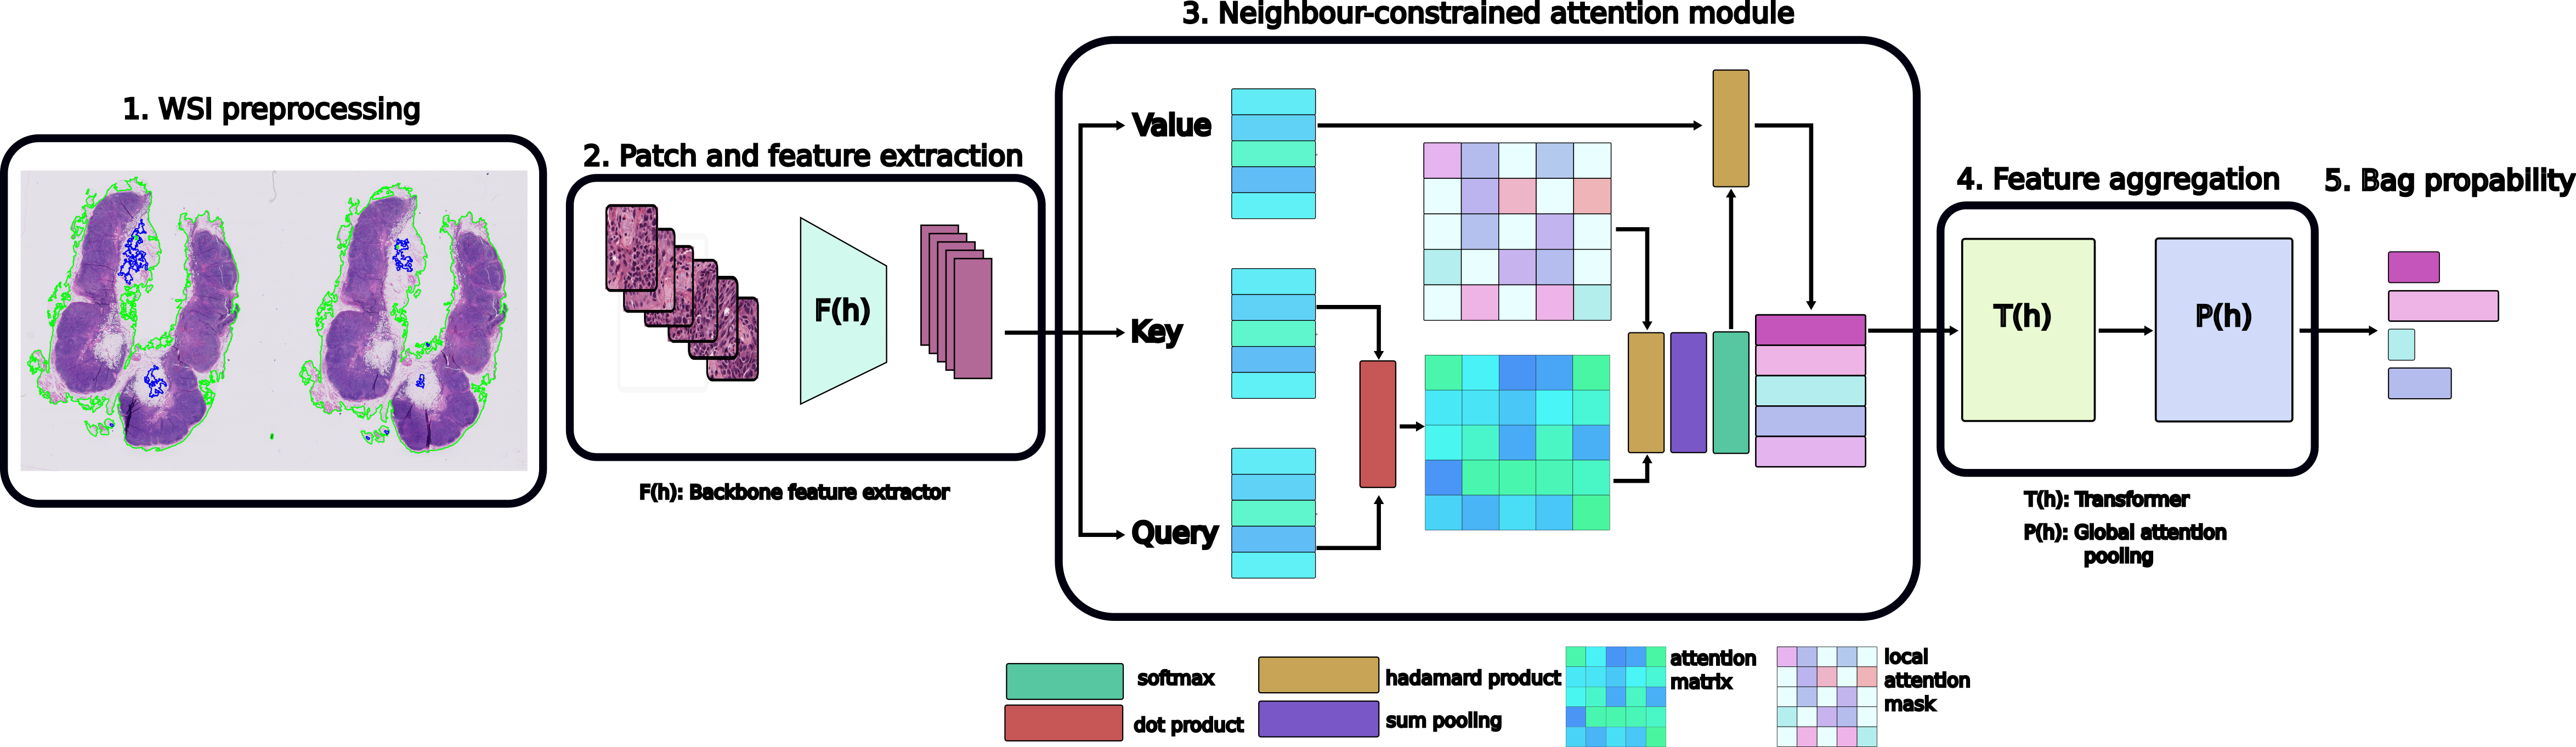 1. WSI preprocessing
2. Patch and feature extraction
F(h)
F(h): Backbone feature extractor
3. Neighbour-constrained attention module
Value
Key
Query
4. Feature aggregation
T(h)
P(h)
T(h): Transformer
P(h): Global attention
pooling
5. Bag propability
softmax
dot product
hadamard product
sum pooling
attention
matrix
local
attention
mask